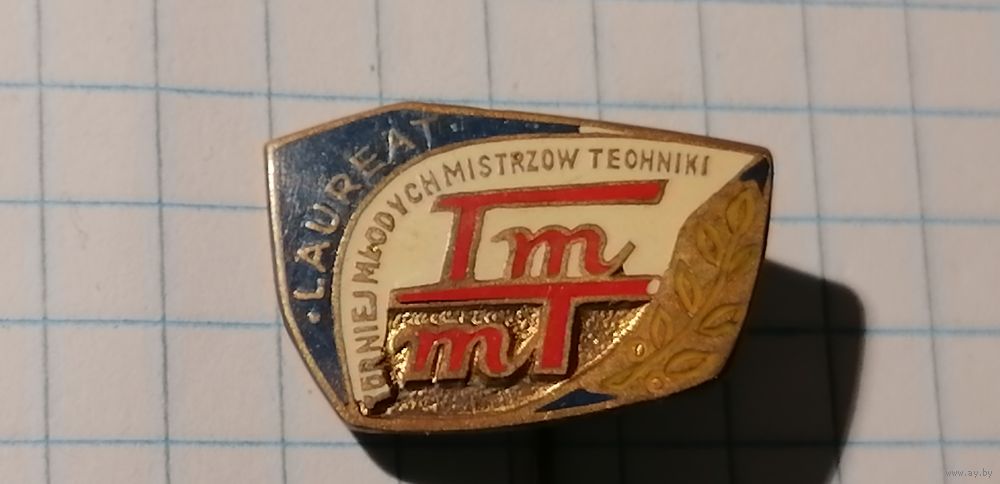 · LAUREAT ·
TURNIEJ MŁODYCH MISTRZOW TECHNIKI
Tm
mT
www.ay.by